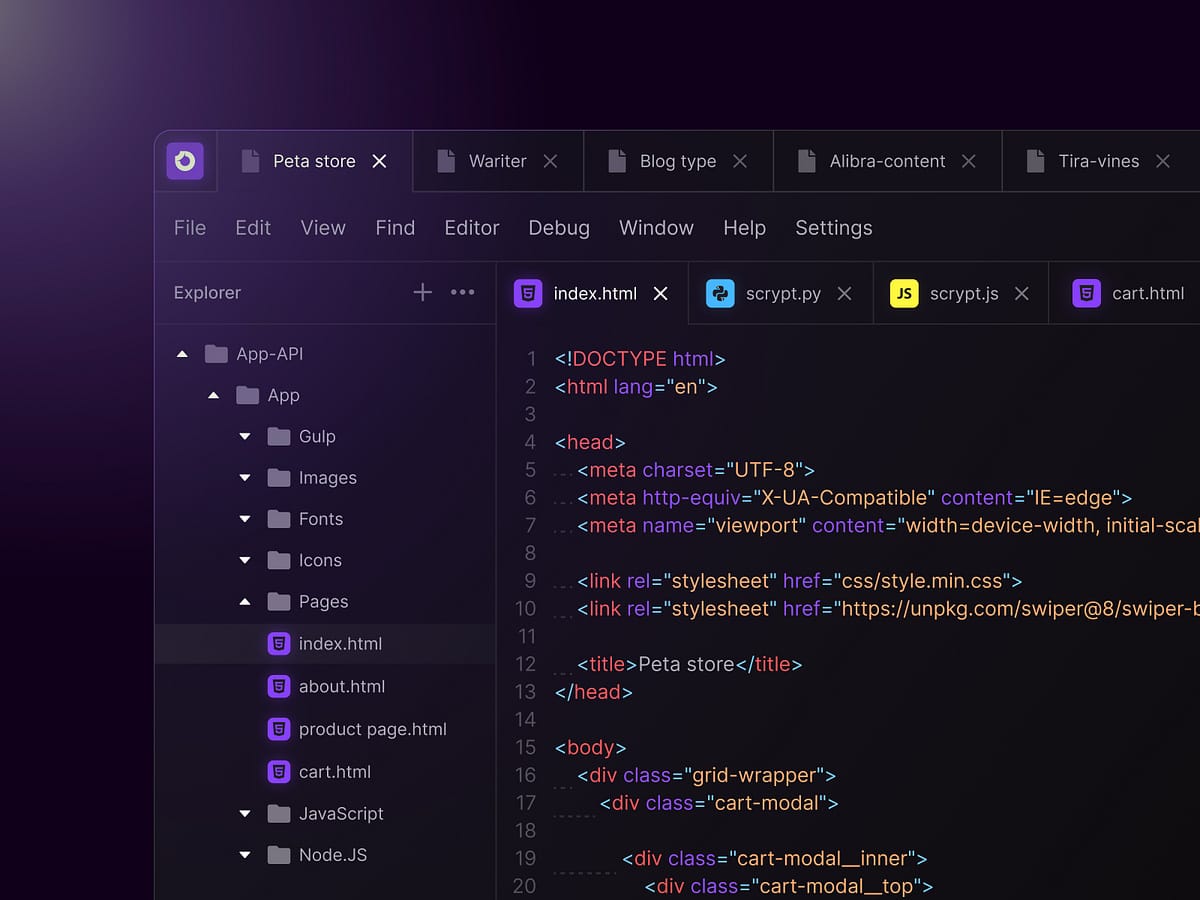 Peta store Wariter Blog type Alibra-content Tira-vines
File Edit View Find Editor Debug Window Help Settings
Explorer
index.html scrypt.py JS scrypt.js cart.html
App-API
App
Gulp
Images
Fonts
Icons
Pages
index.html
about.html
product page.html
cart.html
JavaScript
Node.JS
1 <!DOCTYPE html>
2 <html lang="en">
3
4 <head>
5 <meta charset="UTF-8">
6 <meta http-equiv="X-UA-Compatible" content="IE=edge">
7 <meta name="viewport" content="width=device-width, initial-scal
8
9 <link rel="stylesheet" href="css/style.min.css">
10 <link rel="stylesheet" href="https://unpkg.com/swiper@8/swiper-b
11
12 <title>Peta store</title>
13 </head>
14
15 <body>
16 <div class="grid-wrapper">
17 <div class="cart-modal">
18
19 <div class="cart-modal__inner">
20 <div class="cart-modal__top">